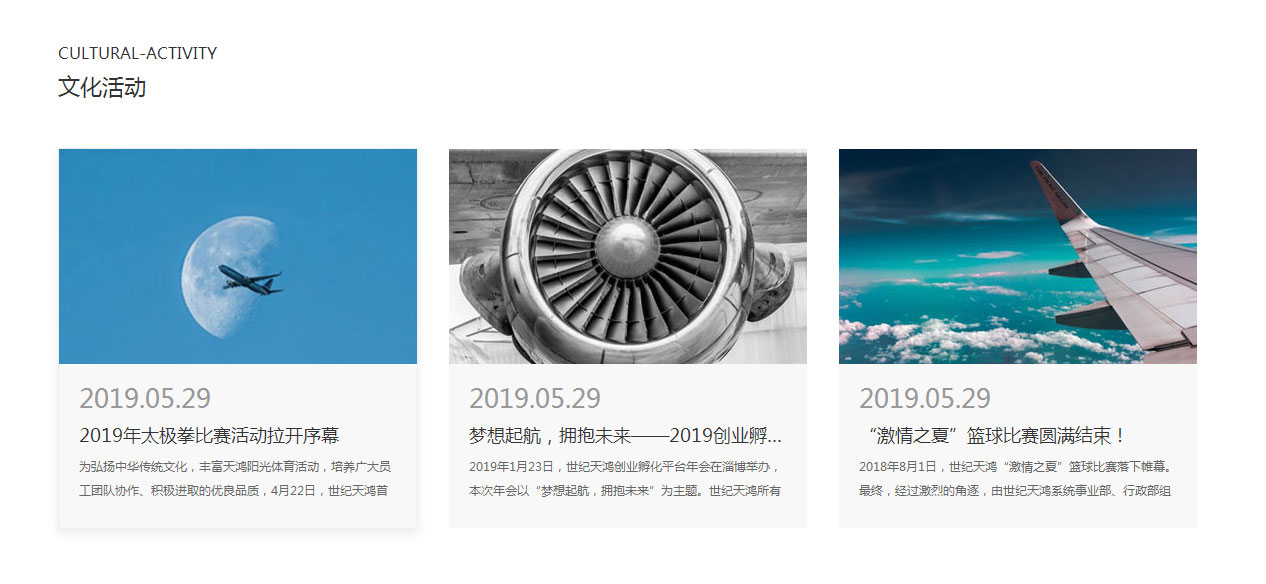 CULTURAL-ACTIVITY
文化活动
2019.05.29
2019年太极拳比赛活动拉开序幕
为弘扬中华传统文化，丰富天鸿阳光体育活动，培养广大员
工团队协作、积极进取的优良品质，4月22日，世纪天鸿首
2019.05.29
梦想起航，拥抱未来——2019创业孵...
2019年1月23日，世纪天鸿创业孵化平台年会在淄博举办，
本次年会以“梦想起航，拥抱未来”为主题。世纪天鸿所有
2019.05.29
“激情之夏”篮球比赛圆满结束！
2018年8月1日，世纪天鸿“激情之夏”篮球比赛落下帷幕。
最终，经过激烈的角逐，由世纪天鸿系统事业部、行政部组